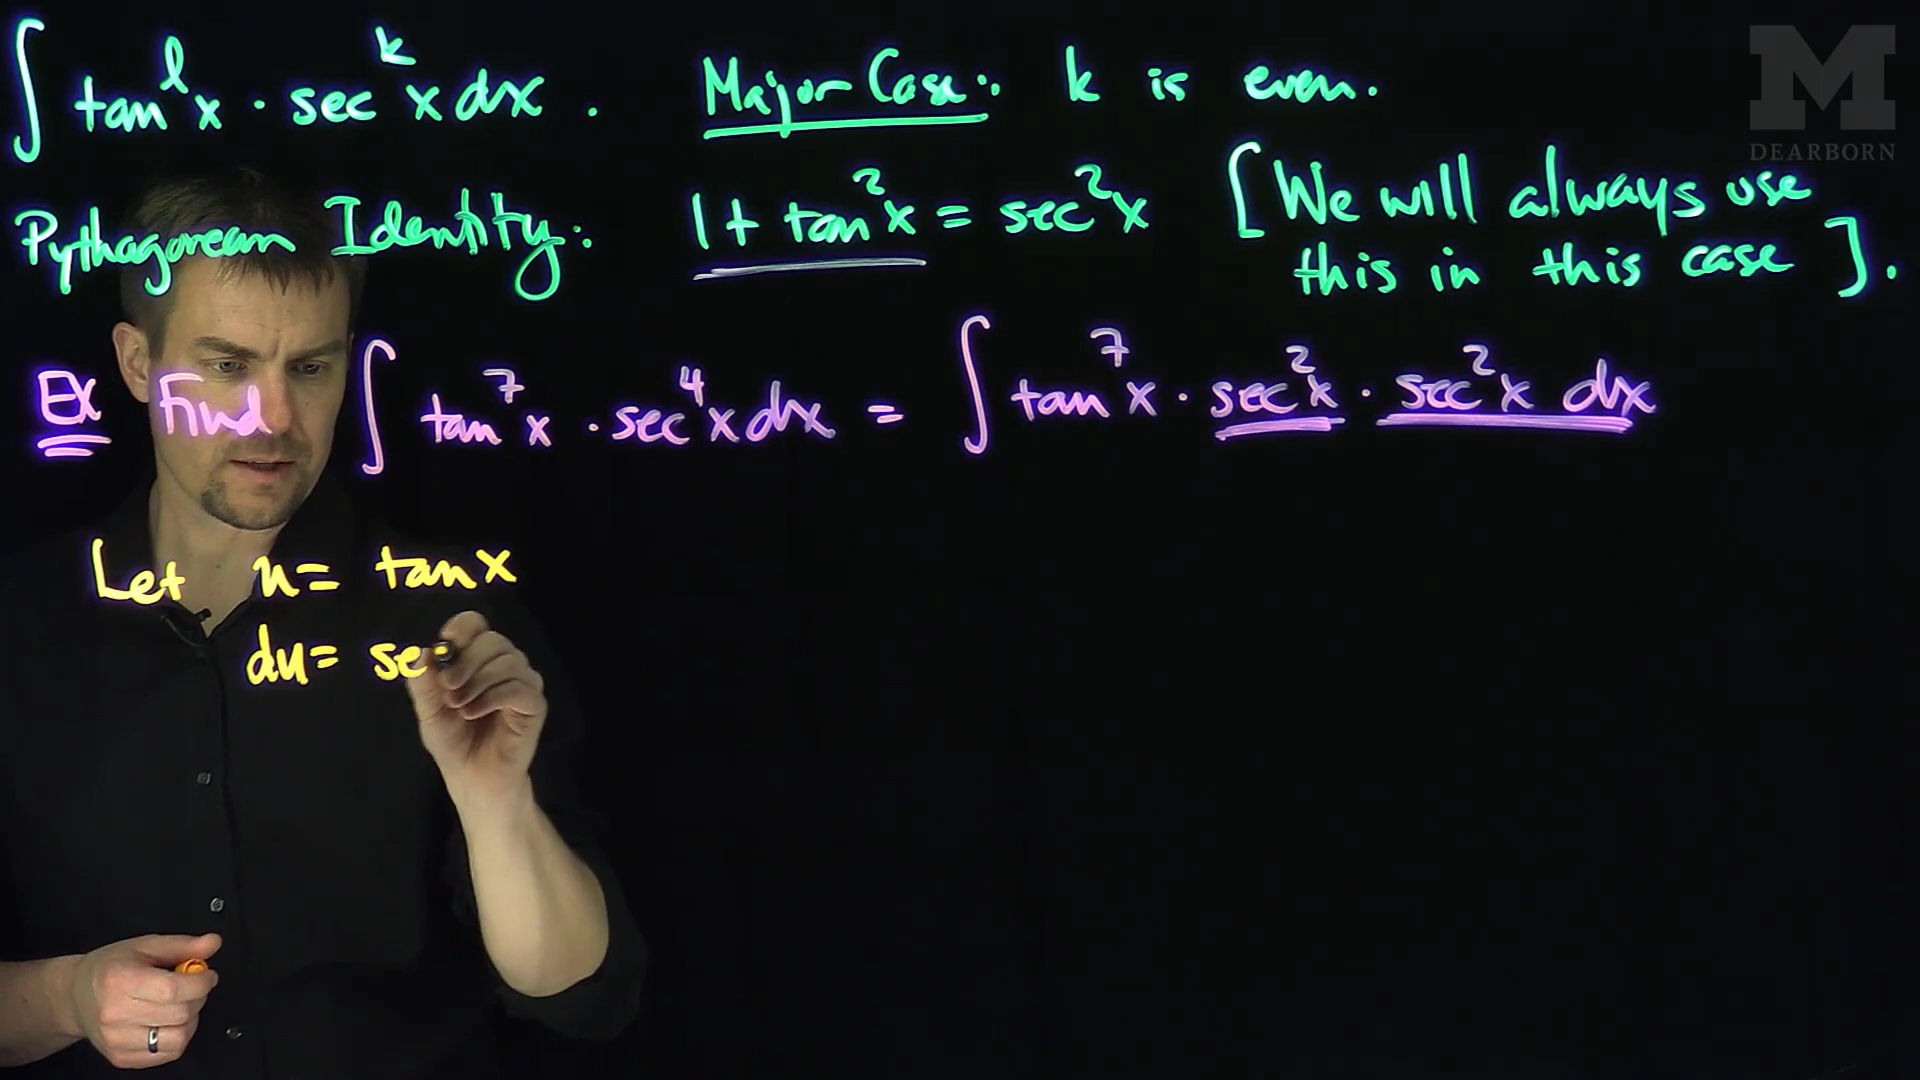 ∫ tan^l x · sec^k x dx . Major Case: k is even.
M
DEARBORN
Pythagorean Identity: 1 + tan²x = sec²x [We will always use
this in this case].
Ex Find ∫ tan⁷x · sec⁴x dx = ∫ tan⁷x · sec²x · sec²x dx
Let u = tan x
du = se